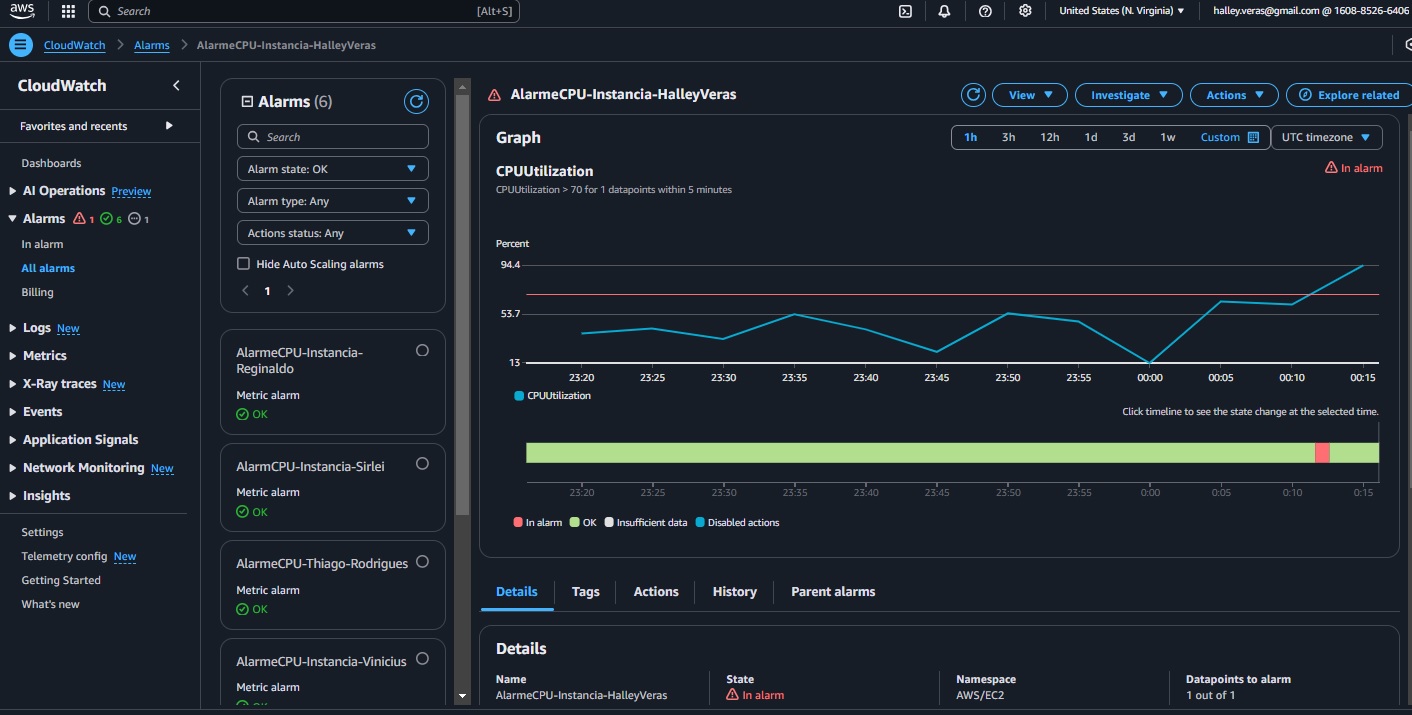 aws
Search
[Alt+S]
United States (N. Virginia)
halley.veras@gmail.com @ 1608-8526-6406
CloudWatch
Alarms
AlarmeCPU-Instancia-HalleyVeras
CloudWatch
Favorites and recents
Dashboards
AI Operations Preview
Alarms 1 6 1
In alarm
All alarms
Billing
Logs New
Metrics
X-Ray traces New
Events
Application Signals
Network Monitoring New
Insights
Settings
Telemetry config New
Getting Started
What's new
Alarms (6)
Search
Alarm state: OK
Alarm type: Any
Actions status: Any
Hide Auto Scaling alarms
1
AlarmeCPU-Instancia-
Reginaldo
Metric alarm
OK
AlarmCPU-Instancia-Sirlei
Metric alarm
OK
AlarmeCPU-Thiago-Rodrigues
Metric alarm
OK
AlarmeCPU-Instancia-Vinicius
Metric alarm
OK
AlarmeCPU-Instancia-HalleyVeras
View
Investigate
Actions
Explore related
Graph
1h 3h 12h 1d 3d 1w Custom
UTC timezone
CPUUtilization
In alarm
CPUUtilization > 70 for 1 datapoints within 5 minutes
Percent
94.4
53.7
13
23:20 23:25 23:30 23:35 23:40 23:45 23:50 23:55 00:00 00:05 00:10 00:15
CPUUtilization
Click timeline to see the state change at the selected time.
23:20 23:25 23:30 23:35 23:40 23:45 23:50 23:55 0:00 0:05 0:10 0:15
In alarm OK Insufficient data Disabled actions
Details Tags Actions History Parent alarms
Details
Name State Namespace Datapoints to alarm
AlarmeCPU-Instancia-HalleyVeras In alarm AWS/EC2 1 out of 1